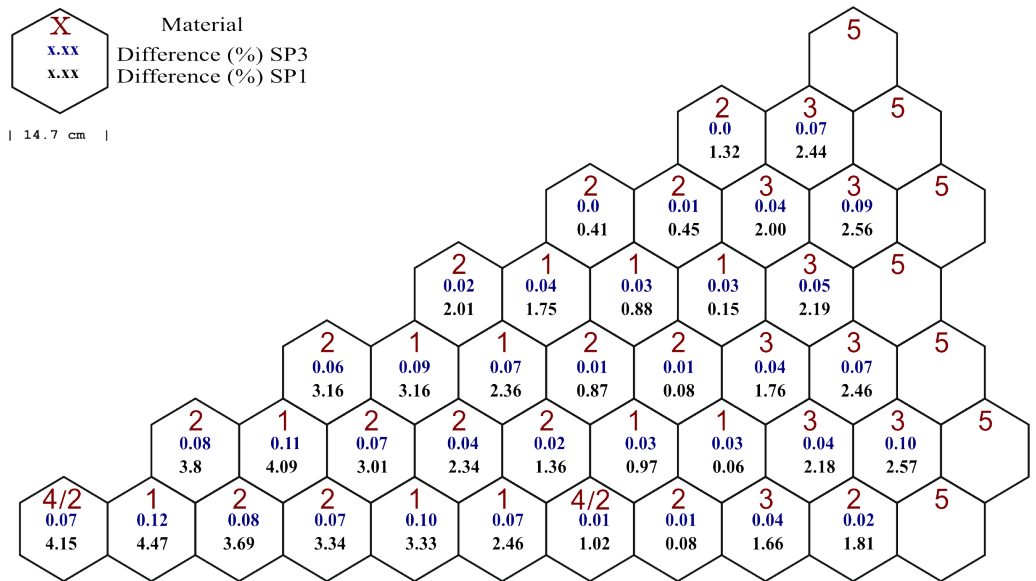 X Material
x.xx Difference (%) SP3
x.xx Difference (%) SP1
| 14.7 cm |
5
2 3 5
0.0 0.07
1.32 2.44
2 2 3 3 5
0.0 0.01 0.04 0.09
0.41 0.45 2.00 2.56
2 1 1 1 3 5
0.02 0.04 0.03 0.03 0.05
2.01 1.75 0.88 0.15 2.19
2 1 1 2 2 3 3 5
0.06 0.09 0.07 0.01 0.01 0.04 0.07
3.16 3.16 2.36 0.87 0.08 1.76 2.46
2 1 2 2 2 1 1 3 3 5
0.08 0.11 0.07 0.04 0.02 0.03 0.03 0.04 0.10
3.8 4.09 3.01 2.34 1.36 0.97 0.06 2.18 2.57
4/2 1 2 2 1 1 4/2 2 3 2 5
0.07 0.12 0.08 0.07 0.10 0.07 0.01 0.01 0.04 0.02
4.15 4.47 3.69 3.34 3.33 2.46 1.02 0.08 1.66 1.81